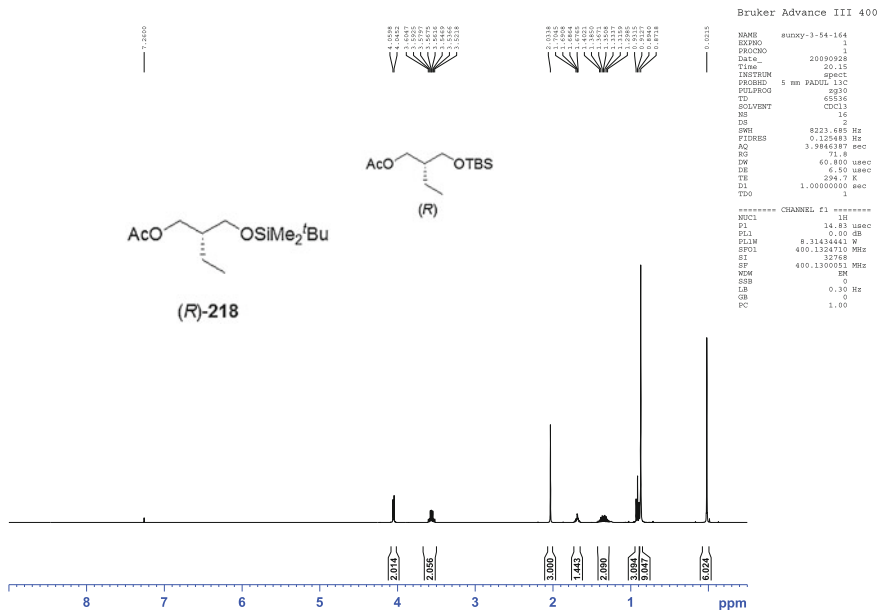 Bruker Advance III 400
NAME sunxy-3-54-164
EXPNO 1
PROCNO 1
Date_ 20090928
Time 20.15
INSTRUM spect
PROBHD 5 mm PADUL 13C
PULPROG zg30
TD 65536
SOLVENT CDCl3
NS 16
DS 2
SWH 8223.685 Hz
FIDRES 0.125483 Hz
AQ 3.9846387 sec
RG 71.8
DW 60.800 usec
DE 6.50 usec
TE 294.7 K
D1 1.00000000 sec
TD0 1
======== CHANNEL f1 ========
NUC1 1H
P1 14.83 usec
PL1 0.00 dB
PL1W 8.31434441 W
SFO1 400.1324710 MHz
SI 32768
SF 400.1300051 MHz
WDW EM
SSB 0
LB 0.30 Hz
GB 0
PC 1.00
7.2600
4.0598
4.0452
3.6047
3.5925
3.5797
3.5675
3.5616
3.5469
3.5366
3.5218
2.0338
1.7045
1.6908
1.6864
1.6765
1.4021
1.3850
1.3671
1.3508
1.3337
1.3159
1.2985
0.9315
0.9127
0.8940
0.8718
0.0215
AcO OTBS
(R)
AcO OSiMe2tBu
(R)-218
2.014
2.056
3.000
1.443
2.090
3.094
9.047
6.024
8 7 6 5 4 3 2 1 ppm